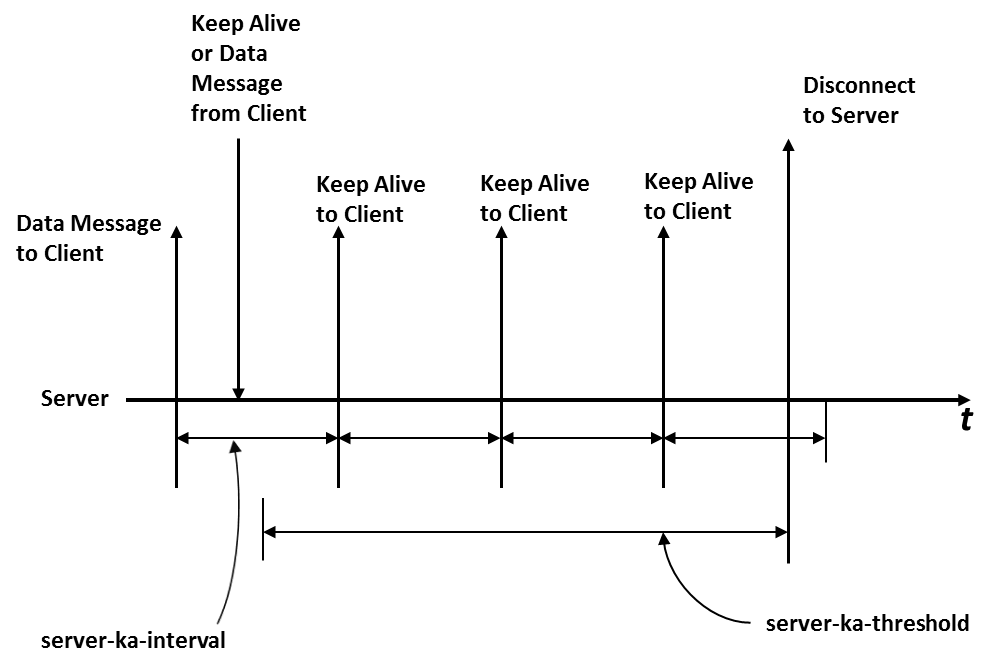 Keep Alive
or Data
Message
from Client
Disconnect
to Server
Keep Alive
to Client
Keep Alive
to Client
Keep Alive
to Client
Data Message
to Client
Server
t
server-ka-interval
server-ka-threshold